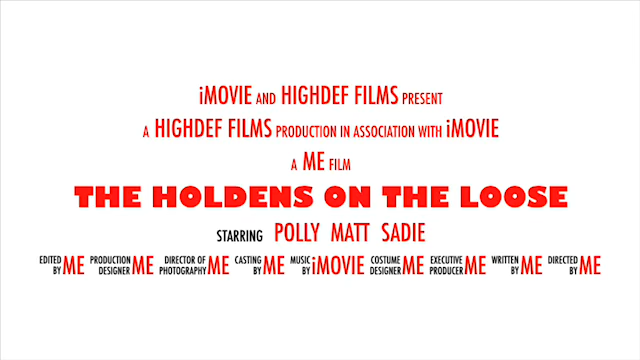 iMOVIE AND HIGHDEF FILMS PRESENT
A HIGHDEF FILMS PRODUCTION IN ASSOCIATION WITH iMOVIE
A ME FILM
THE HOLDENS ON THE LOOSE
STARRING POLLY MATT SADIE
EDITED BY ME PRODUCTION DESIGNER ME DIRECTOR OF PHOTOGRAPHY ME CASTING BY ME MUSIC BY iMOVIE COSTUME DESIGNER ME EXECUTIVE PRODUCER ME WRITTEN BY ME DIRECTED BY ME